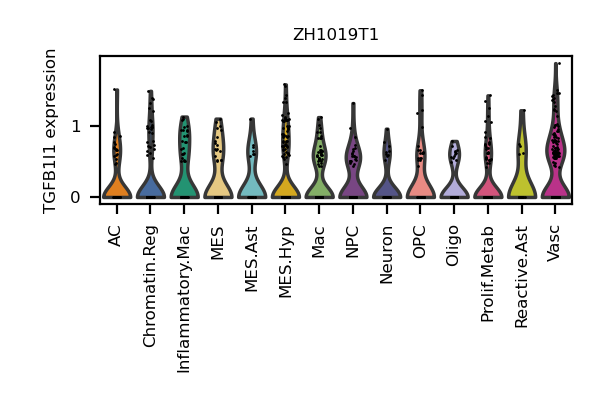 ZH1019T1
TGFB1I1 expression
1
0
AC
Chromatin.Reg
Inflammatory.Mac
MES
MES.Ast
MES.Hyp
Mac
NPC
Neuron
OPC
Oligo
Prolif.Metab
Reactive.Ast
Vasc